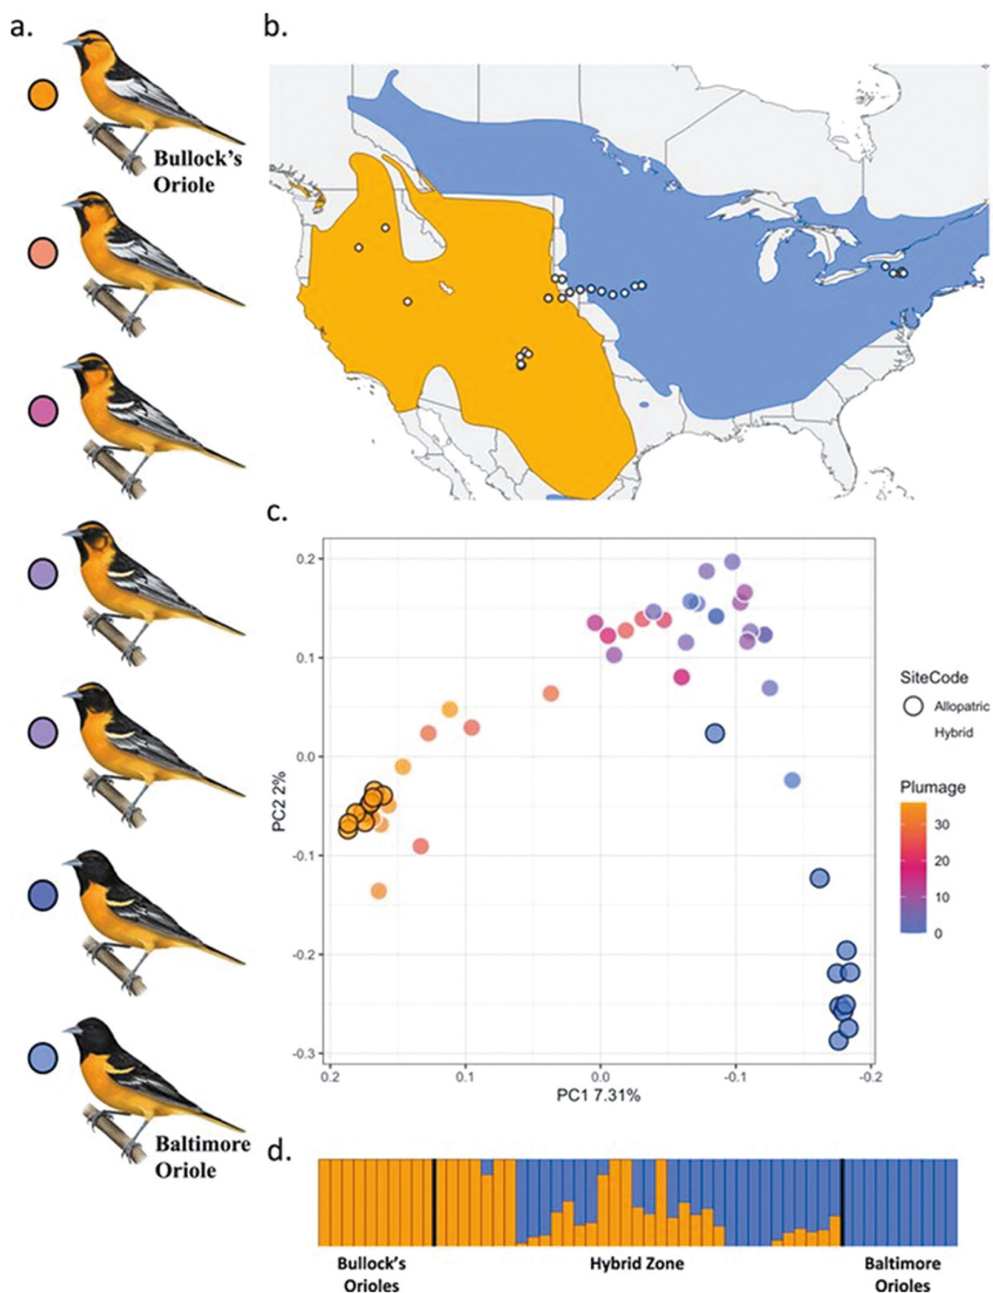 a.
Bullock's
Oriole
Baltimore
Oriole
b.
c.
0.2
0.1
0.0
-0.1
-0.2
-0.3
PC2 2%
0.2
0.1
0.0
-0.1
-0.2
PC1 7.31%
SiteCode
Allopatric
Hybrid
Plumage
30
20
10
0
d.
Bullock's
Orioles
Hybrid Zone
Baltimore
Orioles